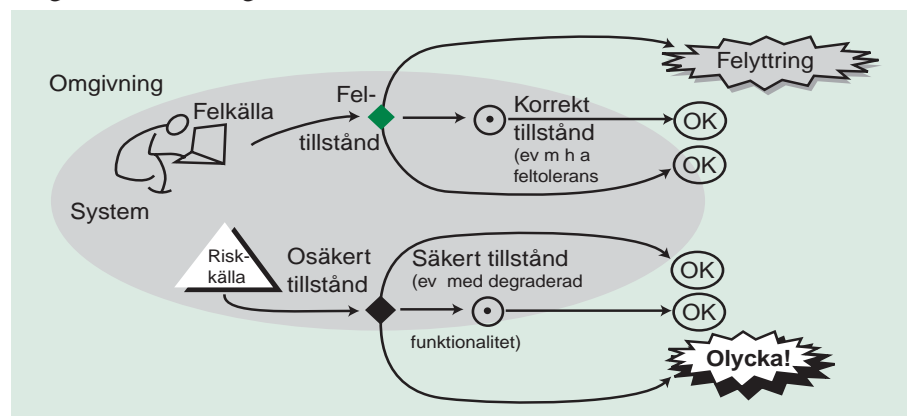 Omgivning
Felkälla
System
Fel-
tillstånd
Korrekt
tillstånd
(ev m h a
feltolerans
Felyttring
OK
OK
Risk-
källa
Osäkert
tillstånd
Säkert tillstånd
(ev med degraderad
funktionalitet)
OK
OK
Olycka!